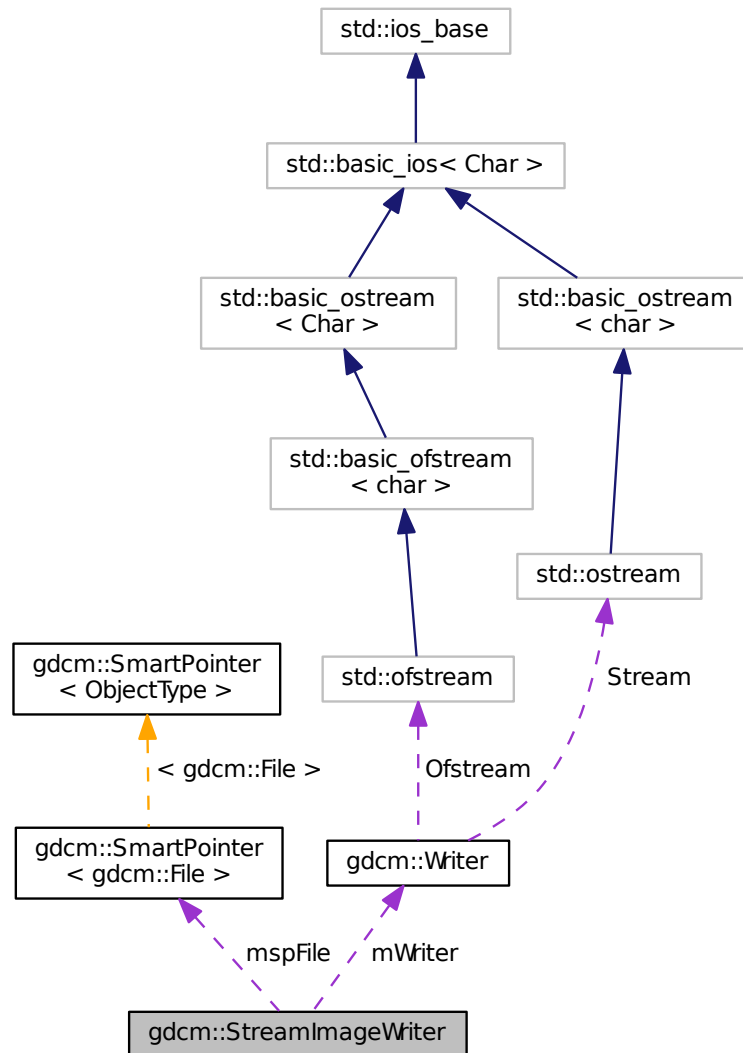 std::ios_base
std::basic_ios< Char >
std::basic_ostream
< Char >
std::basic_ostream
< char >
std::basic_ofstream
< char >
std::ostream
gdcm::SmartPointer
< ObjectType >
std::ofstream
Stream
< gdcm::File >
Ofstream
gdcm::SmartPointer
< gdcm::File >
gdcm::Writer
mspFile
mWriter
gdcm::StreamImageWriter